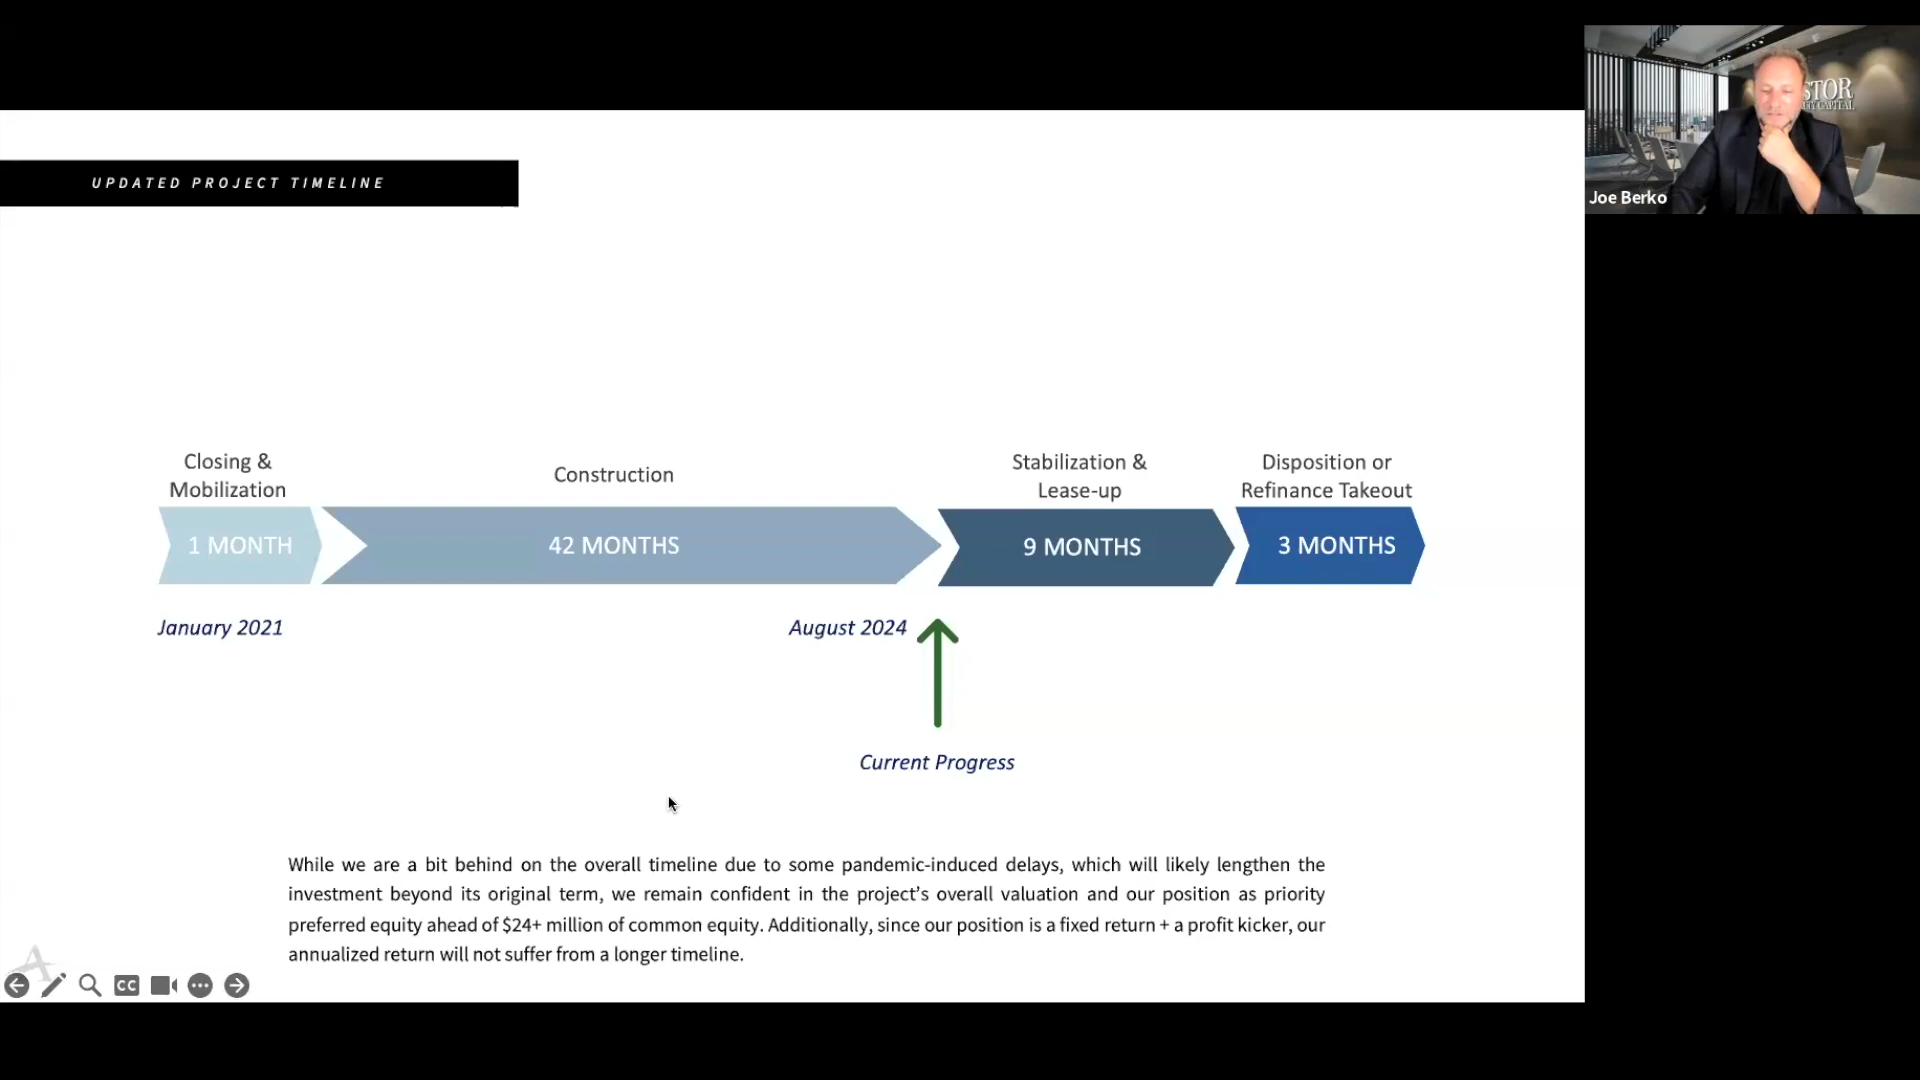 UPDATED PROJECT TIMELINE
STOR
Joe Berko
Closing &
Mobilization
Construction
Stabilization &
Lease-up
Disposition or
Refinance Takeout
1 MONTH
42 MONTHS
9 MONTHS
3 MONTHS
January 2021
August 2024
Current Progress
While we are a bit behind on the overall timeline due to some pandemic-induced delays, which will likely lengthen the
investment beyond its original term, we remain confident in the project's overall valuation and our position as priority
preferred equity ahead of $24+ million of common equity. Additionally, since our position is a fixed return + a profit kicker, our
annualized return will not suffer from a longer timeline.
A
CC